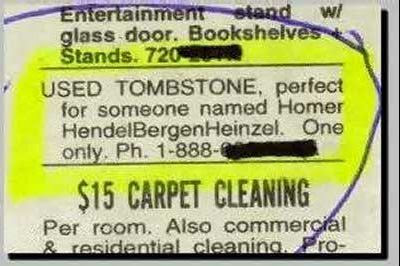 Entertainment stand w/
glass door. Bookshelves +
Stands. 720-
USED TOMBSTONE, perfect
for someone named Homer
HendelBergenHeinzel. One
only. Ph. 1-888-
$15 CARPET CLEANING
Per room. Also commercial
& residential cleaning. Pro-